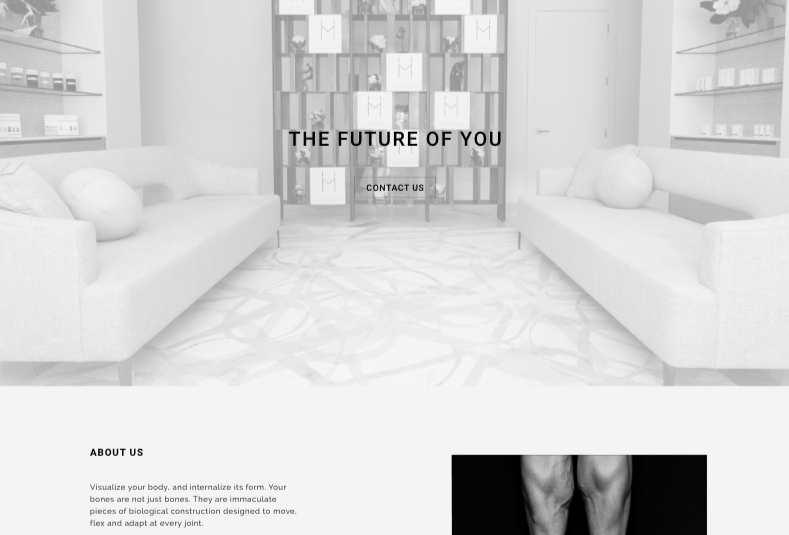 THE FUTURE OF YOU
CONTACT US
ABOUT US
Visualize your body, and internalize its form. Your
bones are not just bones. They are immaculate
pieces of biological construction designed to move,
flex and adapt at every joint.